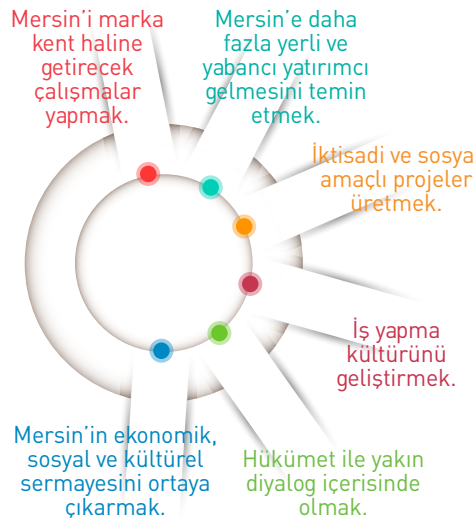 Mersin'i marka
kent haline
getirecek
çalışmalar
yapmak.
Mersin'e daha
fazla yerli ve
yabancı yatırımcı
gelmesini temin
etmek.
İktisadi ve sosya
amaçlı projeler
üretmek.
İş yapma
kültürünü
geliştirmek.
Hükümet ile yakın
diyalog içerisinde
olmak.
Mersin'in ekonomik,
sosyal ve kültürel
sermayesini ortaya
çıkarmak.